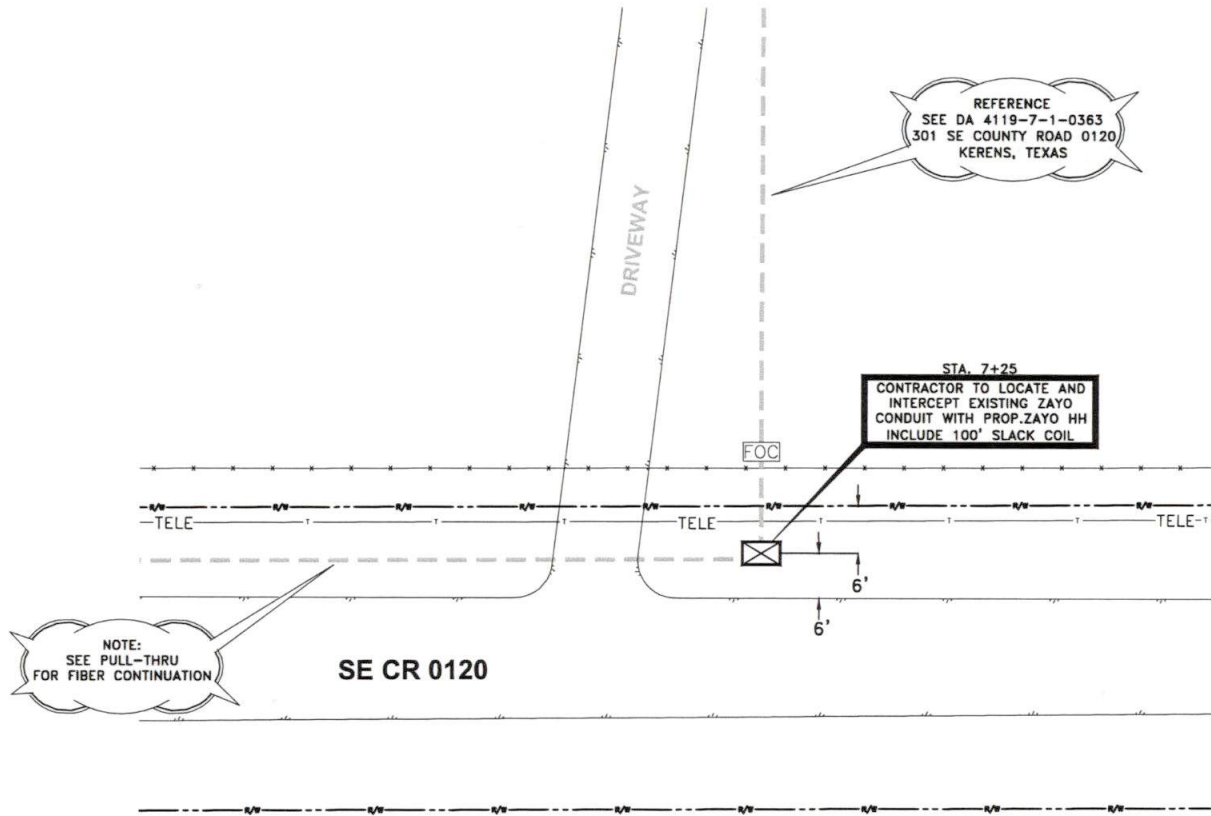 REFERENCE
SEE DA 4119-7-1-0363
301 SE COUNTY ROAD 0120
KERENS, TEXAS
DRIVEWAY
STA. 7+25
CONTRACTOR TO LOCATE AND
INTERCEPT EXISTING ZAYO
CONDUIT WITH PROP.ZAYO HH
INCLUDE 100' SLACK COIL
FOC
R/W R/W R/W R/W R/W R/W R/W R/W R/W
TELE T T T TELE T T T TELE T
6'
6'
NOTE:
SEE PULL-THRU
FOR FIBER CONTINUATION
SE CR 0120
R/W R/W R/W R/W R/W R/W R/W R/W